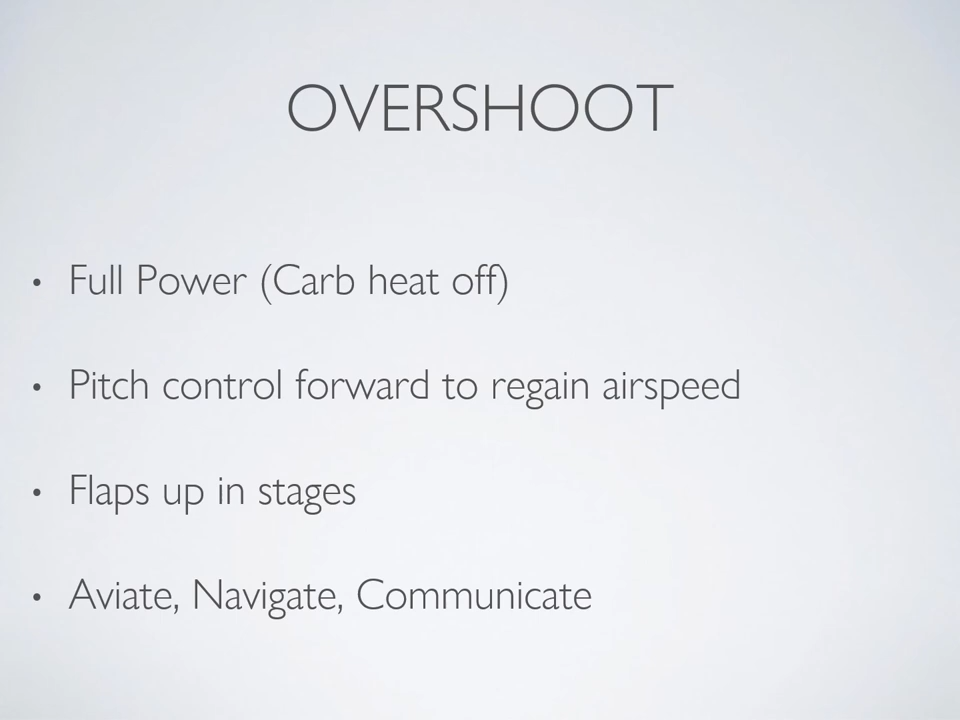 OVERSHOOT
• Full Power (Carb heat off)
• Pitch control forward to regain airspeed
• Flaps up in stages
• Aviate, Navigate, Communicate